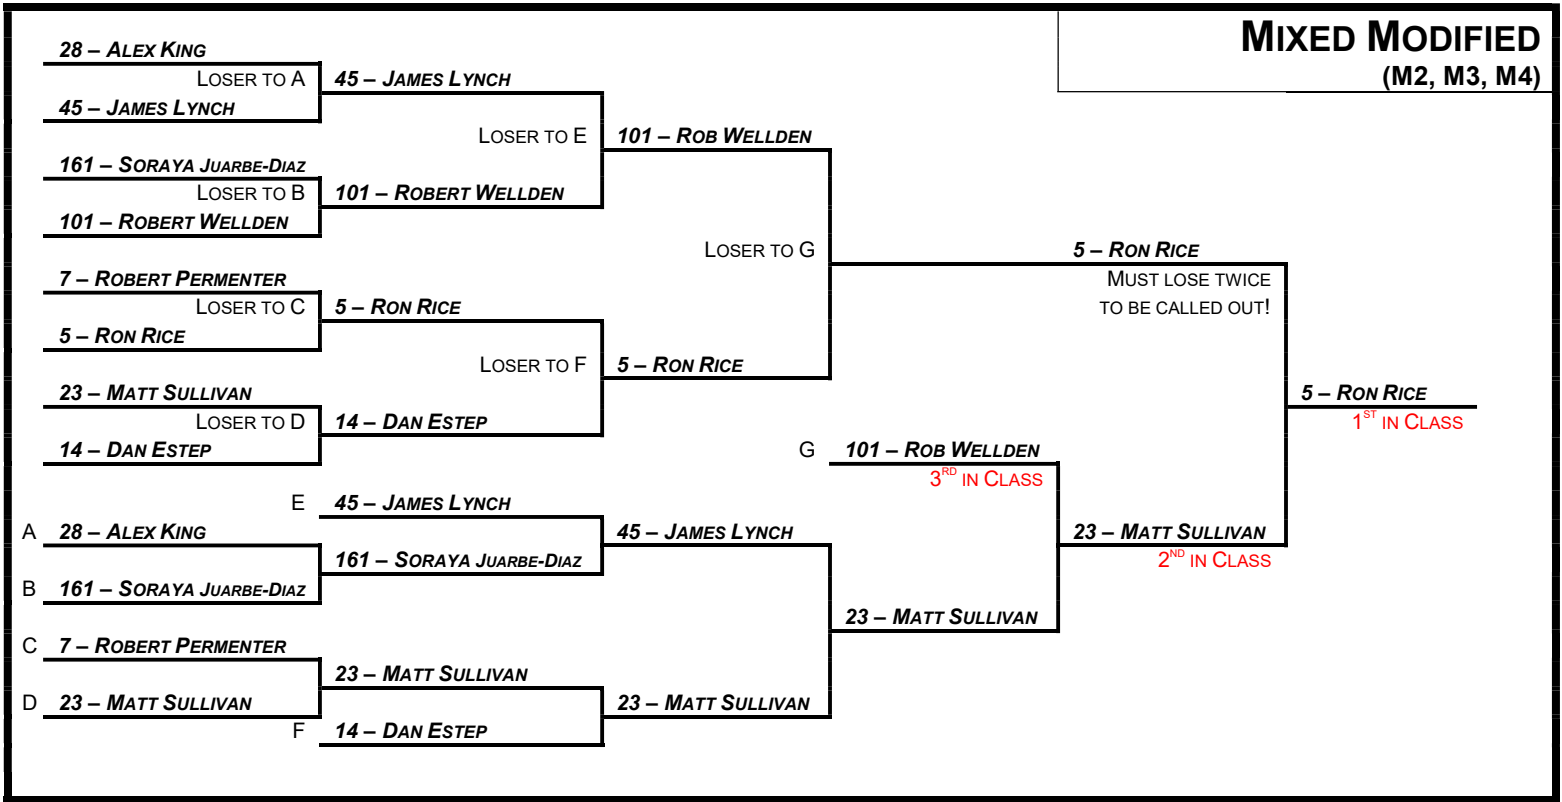 MIXED MODIFIED
(M2, M3, M4)
28 – ALEX KING
LOSER TO A
45 – JAMES LYNCH
45 – JAMES LYNCH
LOSER TO E
101 – ROB WELLDEN
161 – SORAYA JUARBE-DIAZ
LOSER TO B
101 – ROBERT WELLDEN
101 – ROBERT WELLDEN
LOSER TO G
5 – RON RICE
MUST LOSE TWICE
TO BE CALLED OUT!
7 – ROBERT PERMENTER
LOSER TO C
5 – RON RICE
5 – RON RICE
LOSER TO F
5 – RON RICE
23 – MATT SULLIVAN
LOSER TO D
14 – DAN ESTEP
14 – DAN ESTEP
5 – RON RICE
1ST IN CLASS
G 101 – ROB WELLDEN
3RD IN CLASS
E 45 – JAMES LYNCH
A 28 – ALEX KING
45 – JAMES LYNCH
23 – MATT SULLIVAN
2ND IN CLASS
161 – SORAYA JUARBE-DIAZ
B 161 – SORAYA JUARBE-DIAZ
23 – MATT SULLIVAN
C 7 – ROBERT PERMENTER
23 – MATT SULLIVAN
D 23 – MATT SULLIVAN
23 – MATT SULLIVAN
F 14 – DAN ESTEP